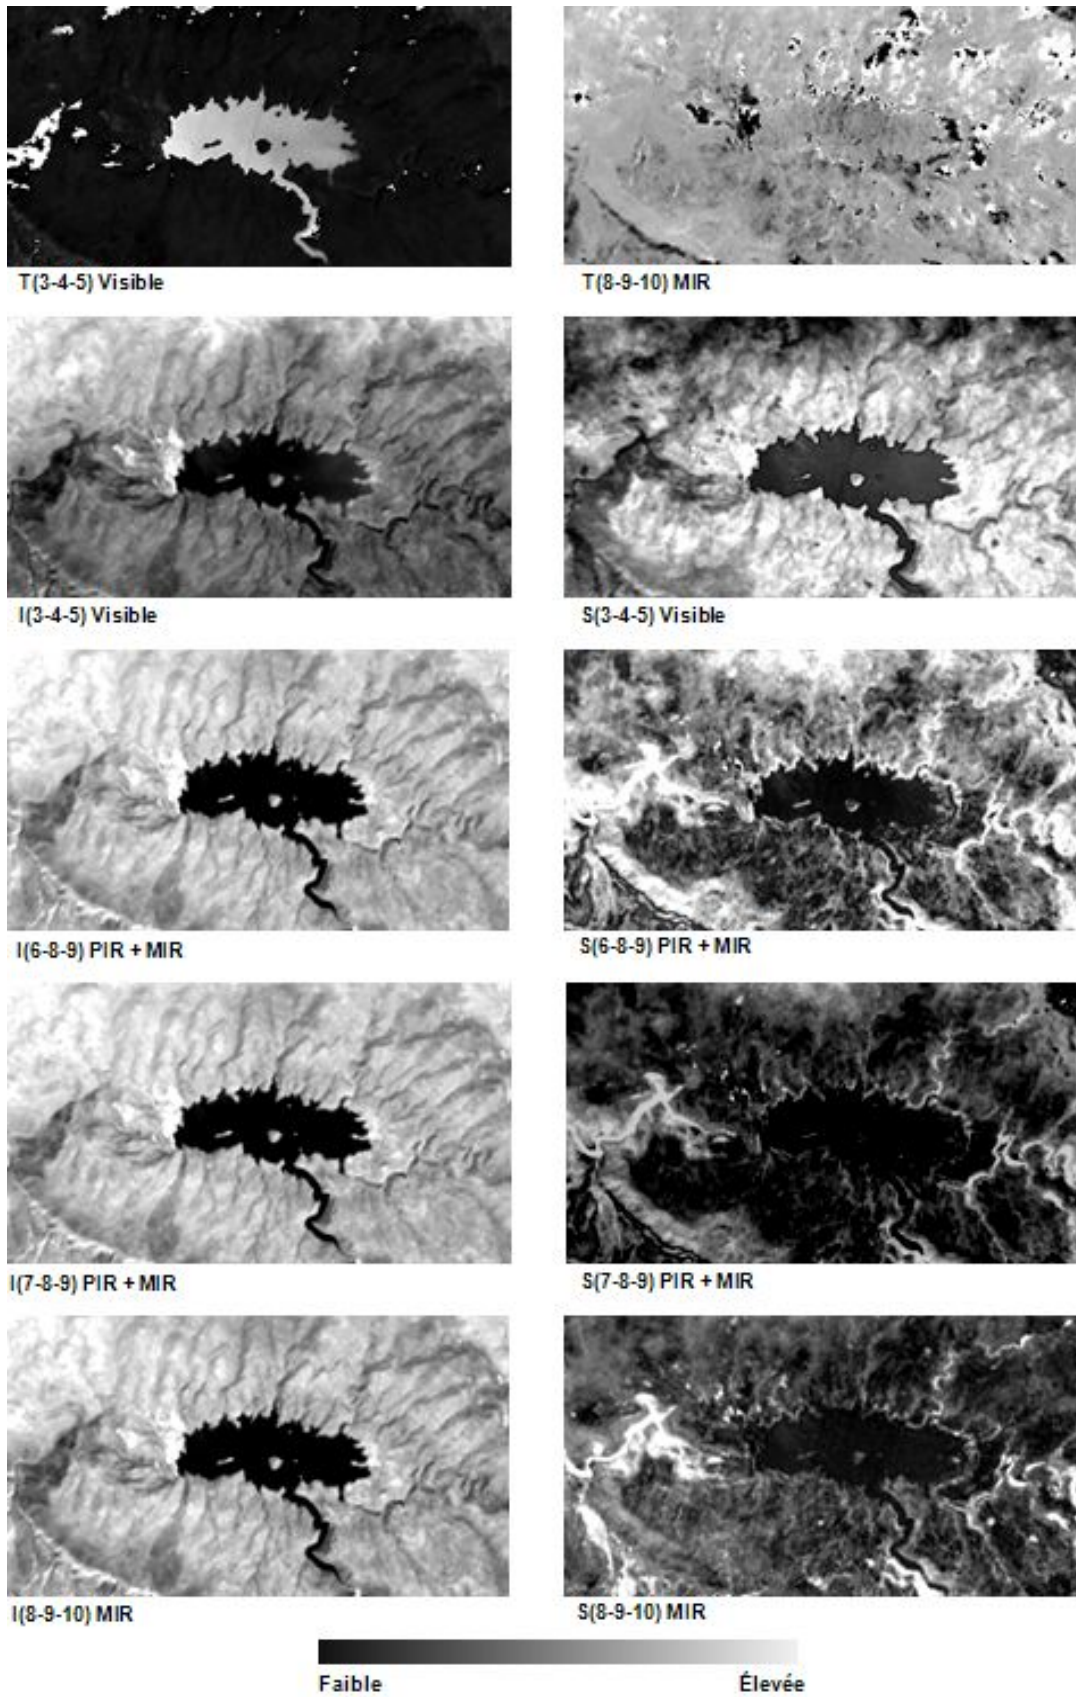 T(3-4-5) Visible
T(8-9-10) MIR
I(3-4-5) Visible
S(3-4-5) Visible
I(6-8-9) PIR + MIR
S(6-8-9) PIR + MIR
I(7-8-9) PIR + MIR
S(7-8-9) PIR + MIR
I(8-9-10) MIR
S(8-9-10) MIR
Faible
Élevée